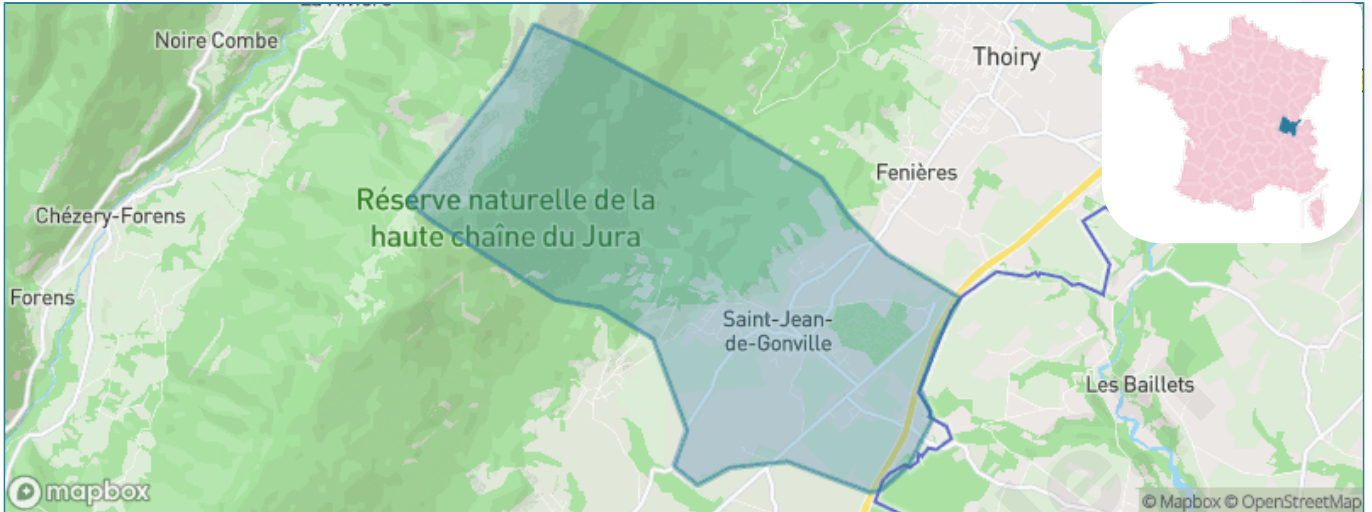 Noire Combe
Thoiry
Fenières
Réserve naturelle de la
haute chaîne du Jura
Chézery-Forens
Forens
Saint-Jean-
de-Gonville
Les Baillets
mapbox
© Mapbox © OpenStreetMap